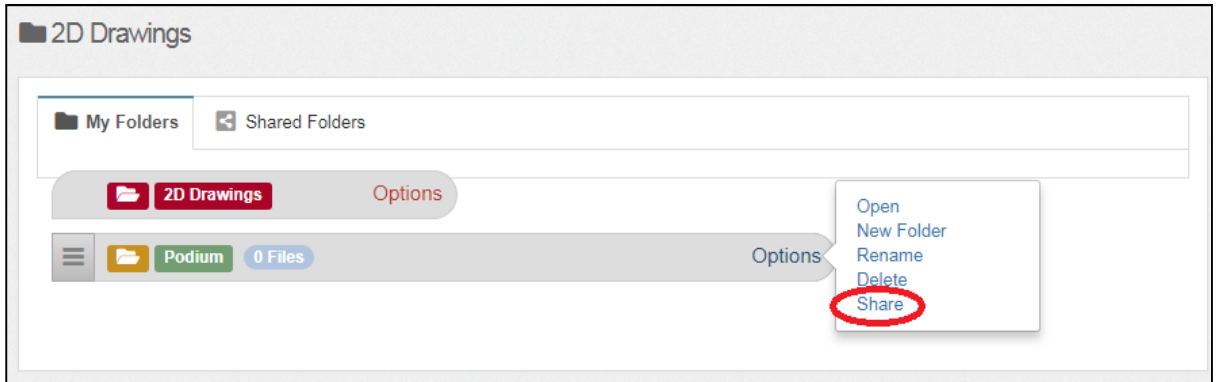 2D Drawings
My Folders Shared Folders
2D Drawings Options
Podium 0 Files Options
Open
New Folder
Rename
Delete
Share